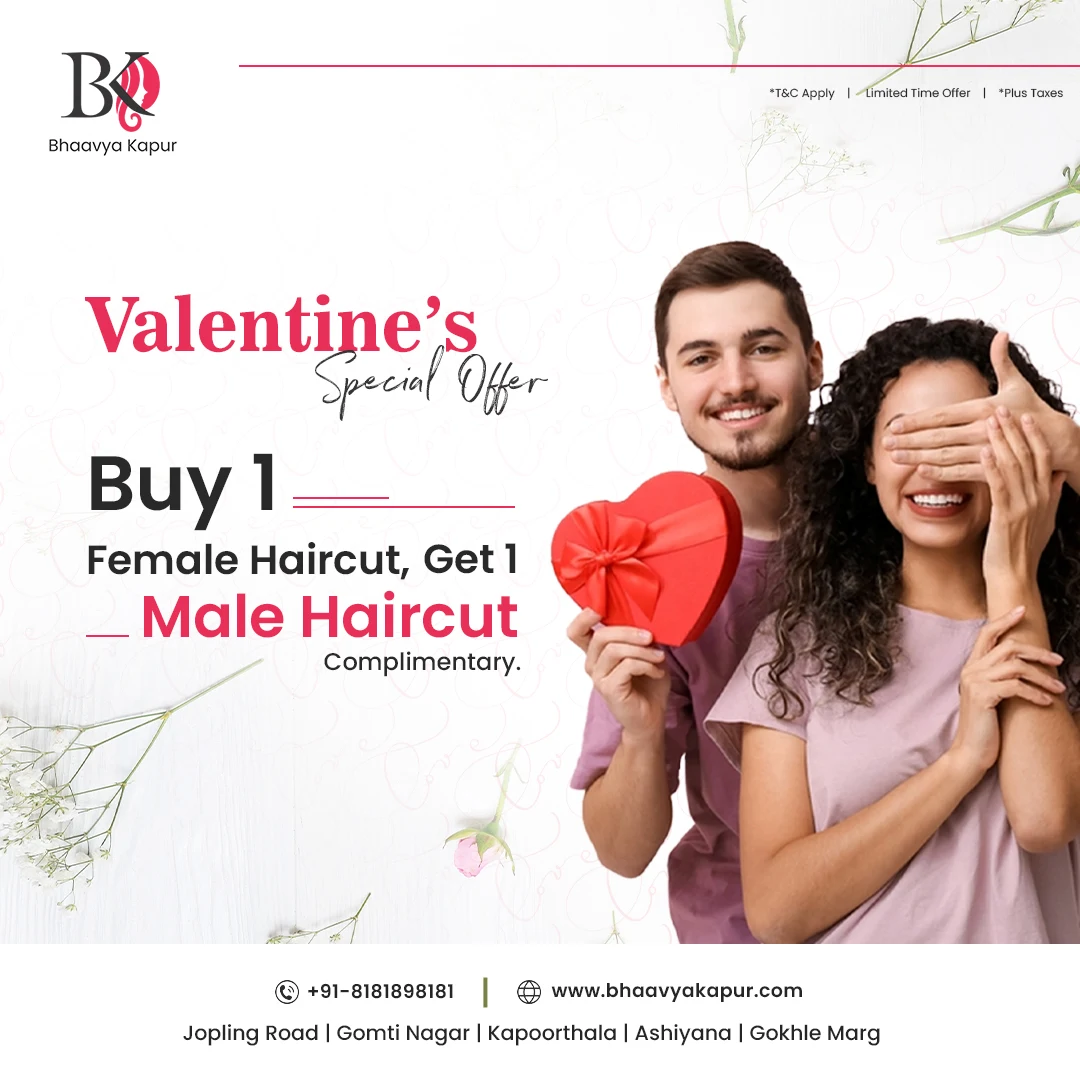 BK
Bhaavya Kapur
*T&C Apply | Limited Time Offer | *Plus Taxes
Valentine's
Special Offer
Buy 1
Female Haircut, Get 1
Male Haircut
Complimentary.
+91-8181898181 | www.bhaavyakapur.com
Jopling Road | Gomti Nagar | Kapoorthala | Ashiyana | Gokhle Marg